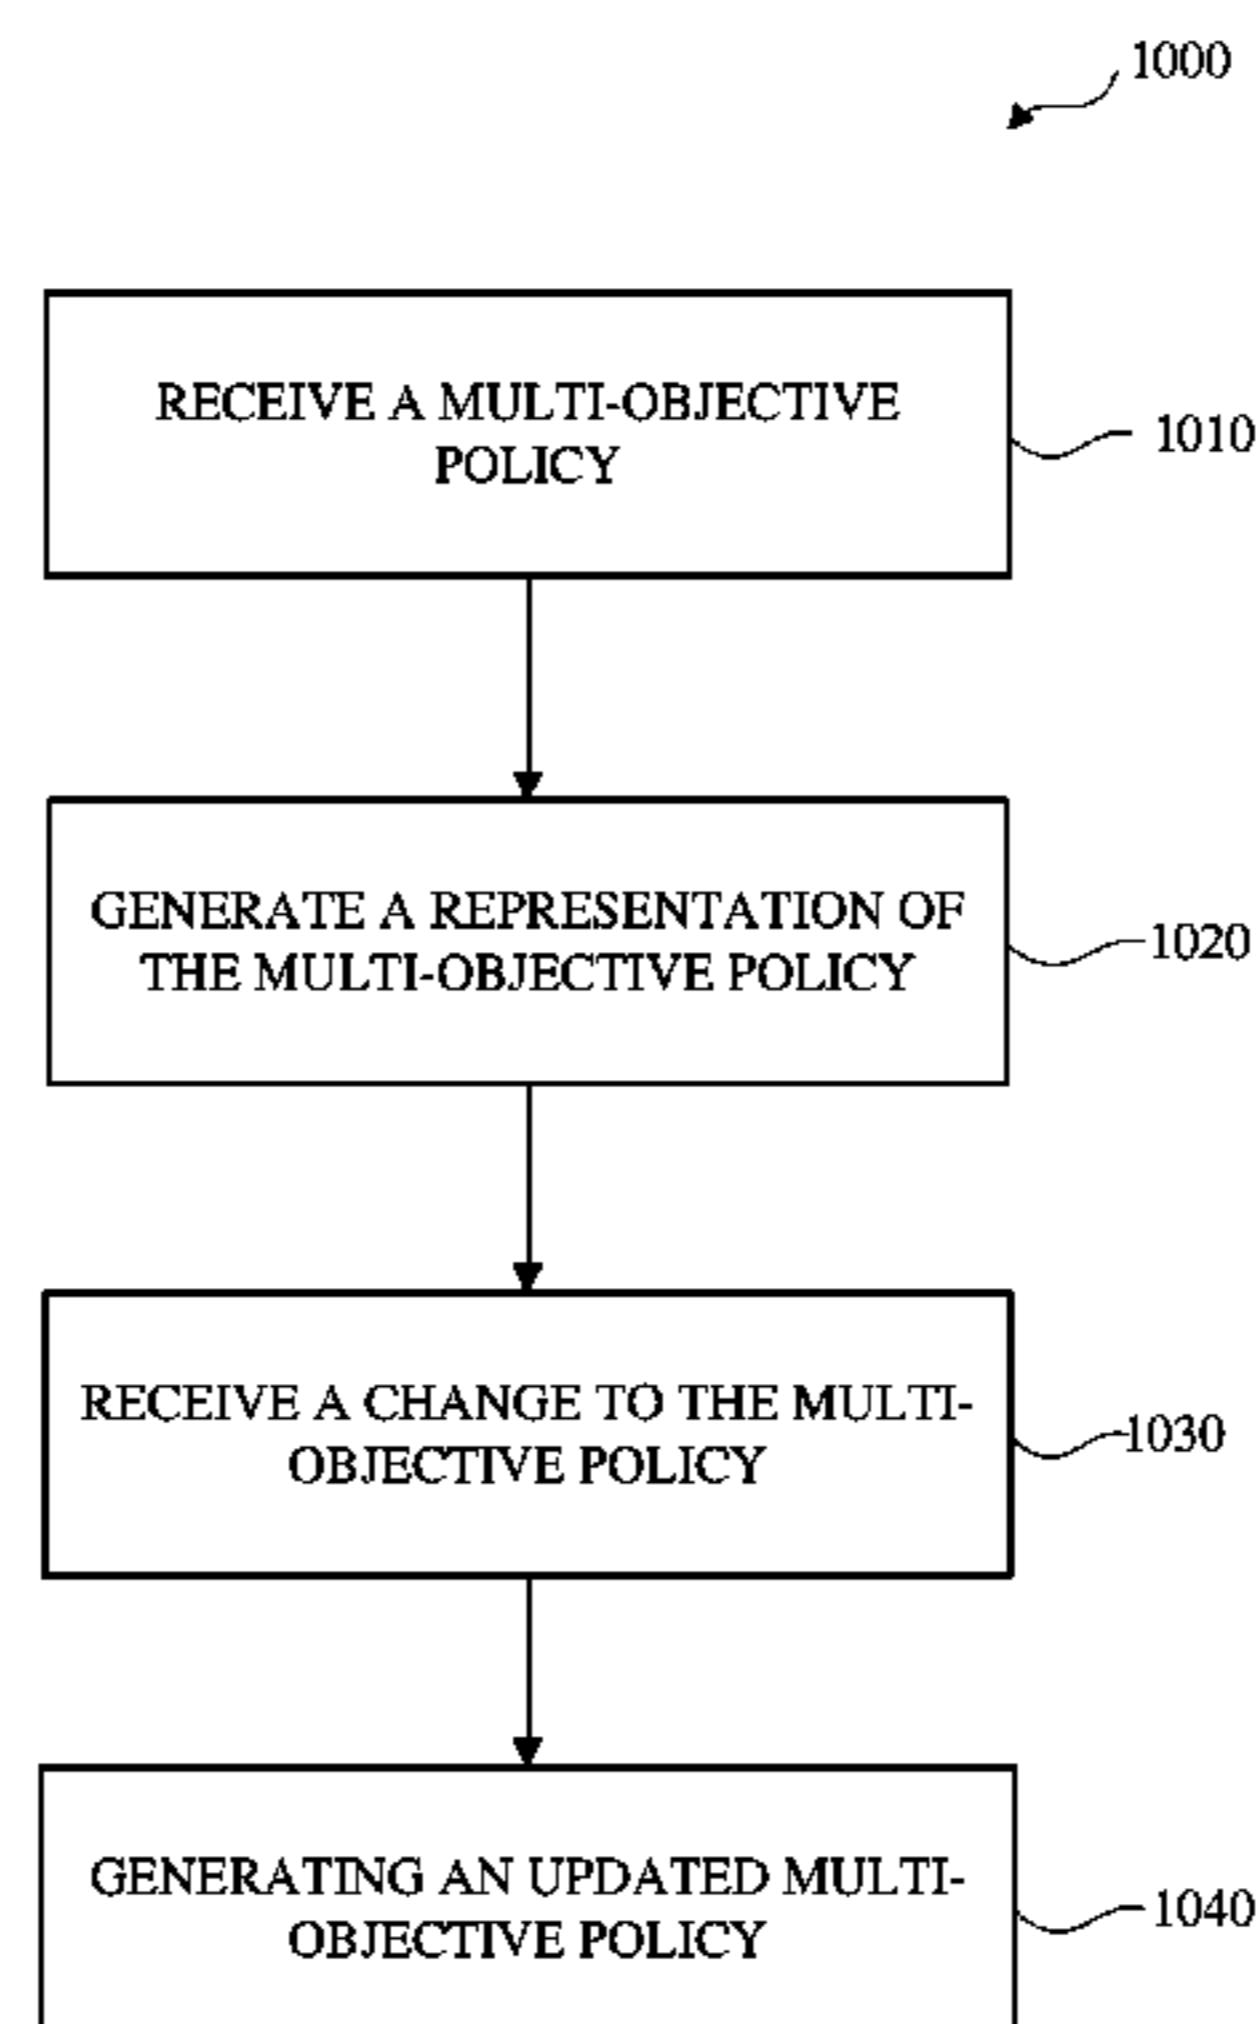 1000
RECEIVE A MULTI-OBJECTIVE
POLICY
1010
GENERATE A REPRESENTATION OF
THE MULTI-OBJECTIVE POLICY
1020
RECEIVE A CHANGE TO THE MULTI-
OBJECTIVE POLICY
1030
GENERATING AN UPDATED MULTI-
OBJECTIVE POLICY
1040